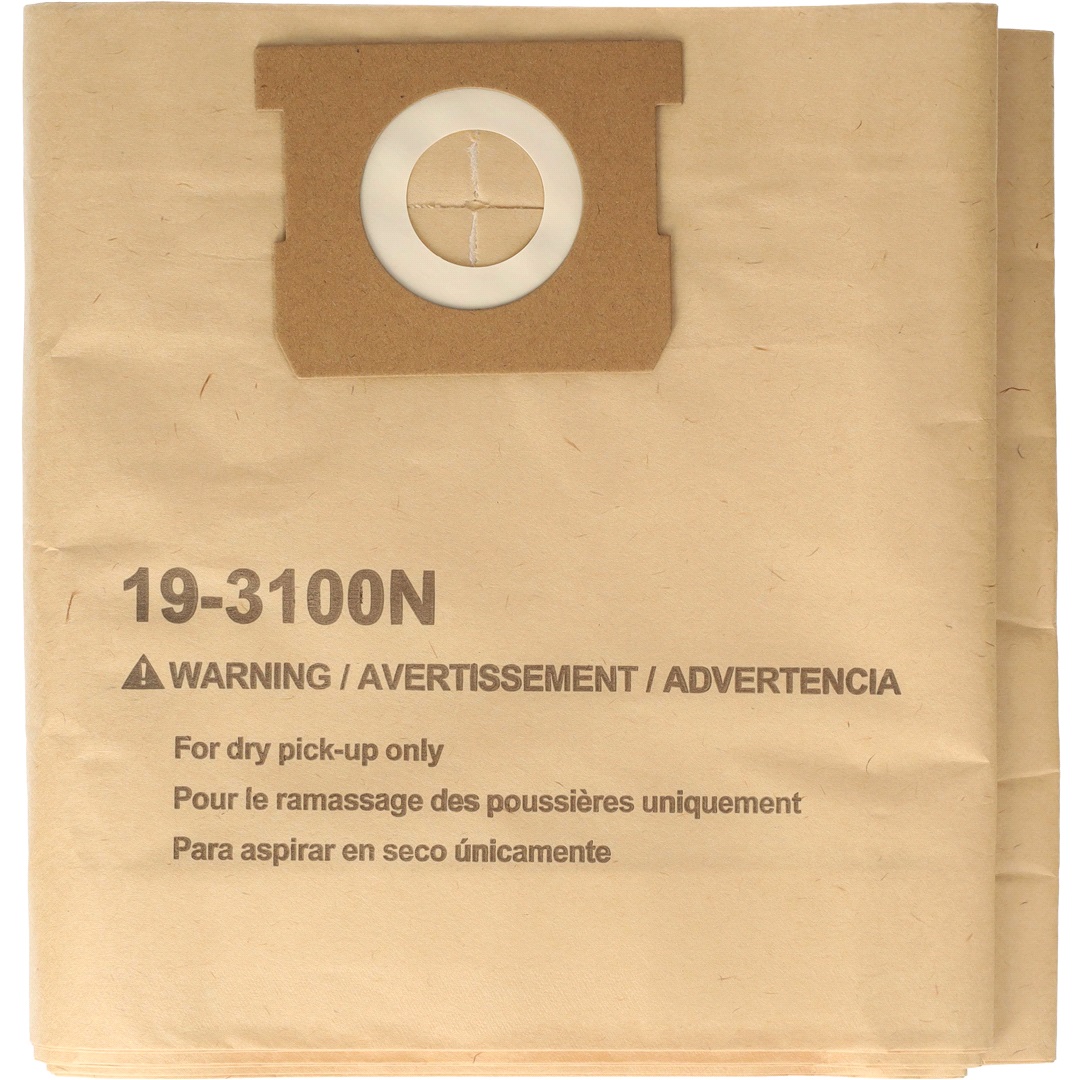 19-3100N
WARNING / AVERTISSEMENT / ADVERTENCIA
For dry pick-up only
Pour le ramassage des poussières uniquement
Para aspirar en seco únicamente